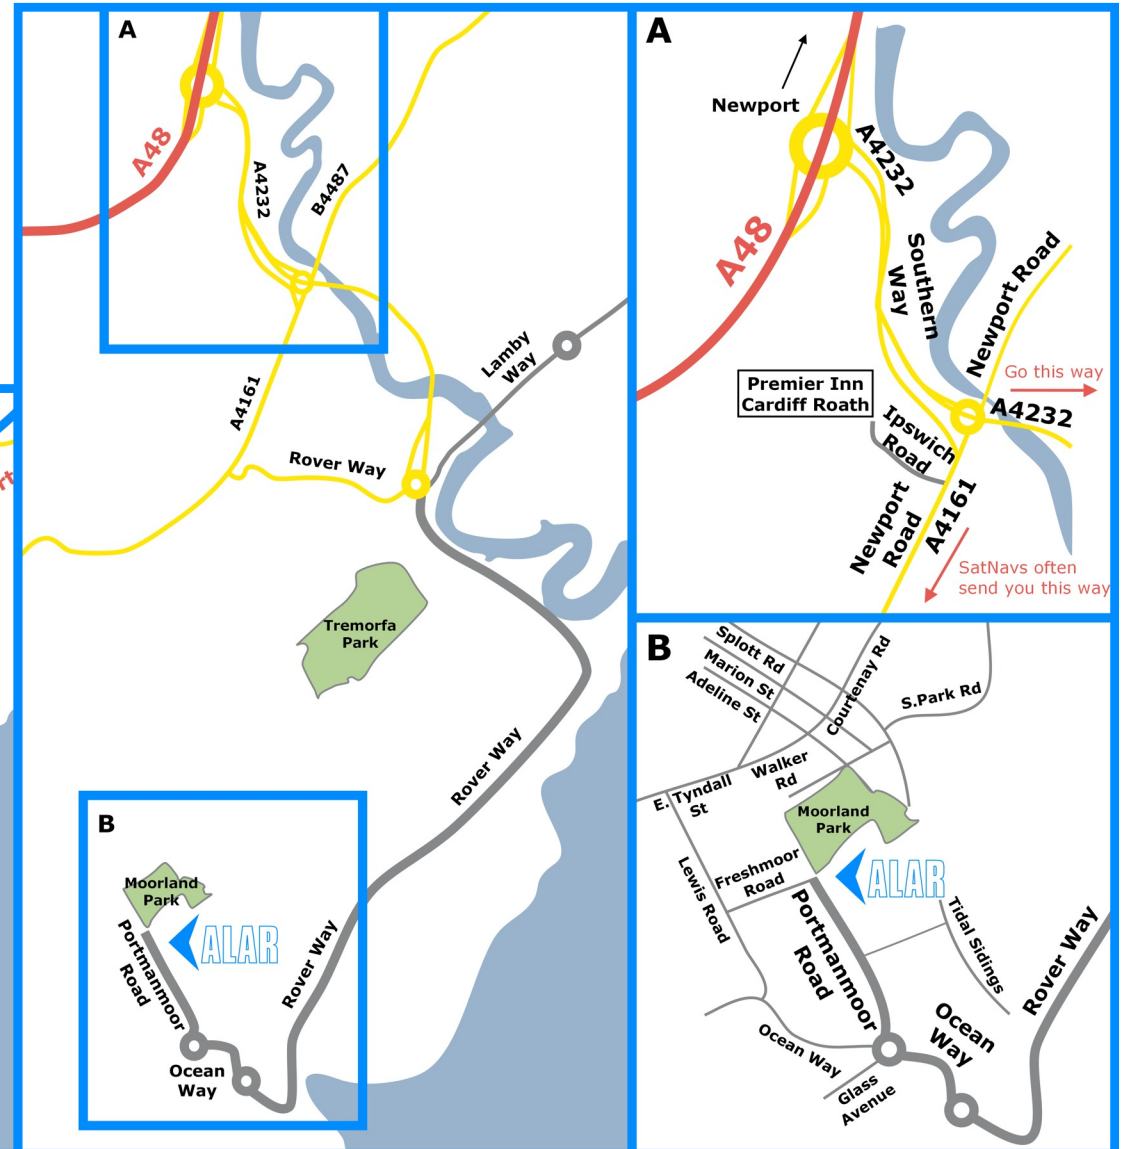 A
A48
A4232
B4487
Lamby
Way
A4161
Rover Way
Tremorfa
Park
Rover Way
B
Moorland
Park
ALAR
Portmanmoor
Road
Rover Way
Ocean
Way
A
Newport
A4232
A48
Southern
Way
Newport Road
Go this way
Premier Inn
Cardiff Roath
A4232
Ipswich
Road
Newport
Road
A4161
SatNavs often
send you this way
B
Splott Rd
Marion St
Adeline St
Courtenay Rd
S.Park Rd
Walker
Rd
E. Tyndall
St
Moorland
Park
Lewis Road
Freshmoor
Road
ALAR
Portmanmoor
Road
Tidal Sidings
Rover Way
Ocean
Way
Ocean Way
Glass
Avenue